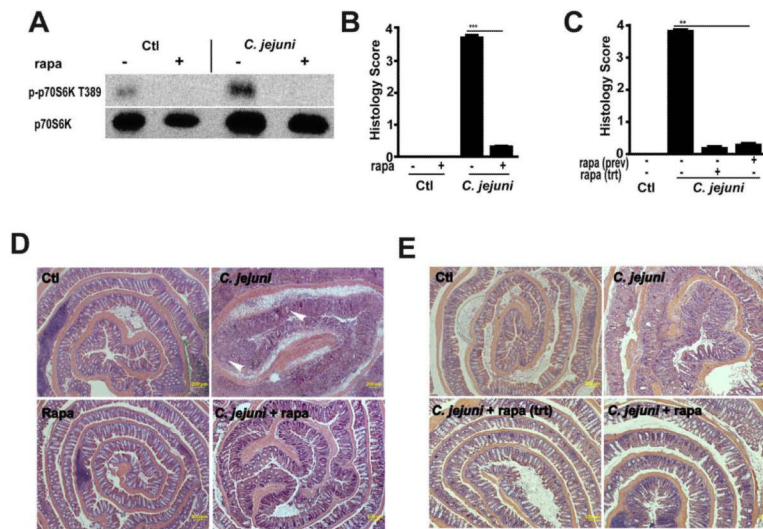 A
Ctl C. jejuni
rapa - + - +
p-p70S6K T389
p70S6K
B
Histology Score
4
3
2
1
0
***
rapa - + - +
Ctl C. jejuni
C
Histology Score
4
3
2
1
0
**
rapa (prev) - - - +
rapa (trt) - - + -
Ctl C. jejuni
D
Ctl
C. jejuni
Rapa
C. jejuni + rapa
E
Ctl
C. jejuni
C. jejuni + rapa (trt)
C. jejuni + rapa